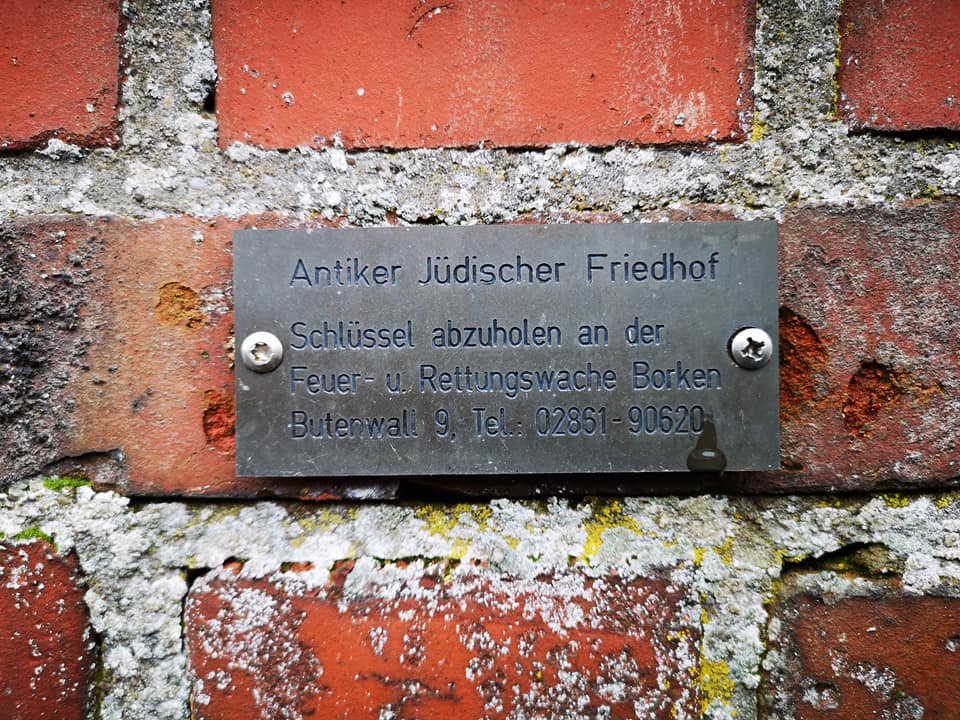 Antiker Jüdischer Friedhof
Schlüssel abzuholen an der
Feuer- u. Rettungswache Borken
Butenwall 9, Tel.: 02861-90620